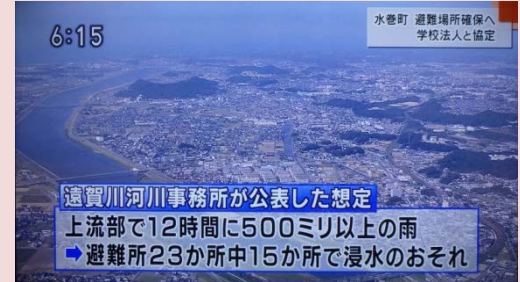 6:15
水巻町 避難場所確保へ
学校法人と協定
遠賀川河川事務所が公表した想定
上流部で12時間に500ミリ以上の雨
➡避難所23か所中15か所で浸水のおそれ